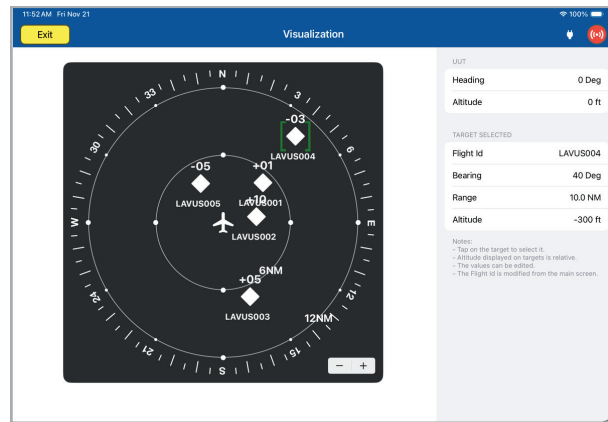 11:52 AM Fri Nov 21
100%
Exit
Visualization
N
33
3
30
6
W
E
24
12
21
15
S
-03
LAVUS004
-05
+01
LAVUS005
LAVUS001
+10
LAVUS002
6NM
+05
LAVUS003
12NM
− +
UUT
Heading 0 Deg
Altitude 0 ft
TARGET SELECTED
Flight Id LAVUS004
Bearing 40 Deg
Range 10.0 NM
Altitude -300 ft
Notes:
- Tap on the target to select it.
- Altitude displayed on targets is relative.
- The values can be edited.
- The Flight Id is modified from the main screen.